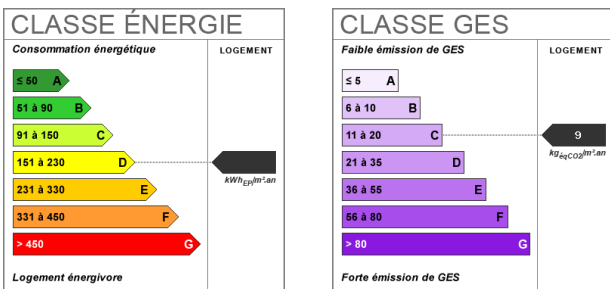 CLASSE ÉNERGIE
Consommation énergétique
LOGEMENT
≤ 50 A
51 à 90 B
91 à 150 C
151 à 230 D
231 à 330 E
331 à 450 F
> 450 G
kWhEP/m².an
Logement énergivore
CLASSE GES
Faible émission de GES
LOGEMENT
≤ 5 A
6 à 10 B
11 à 20 C
9
21 à 35 D
36 à 55 E
56 à 80 F
> 80 G
kgéqCO2/m².an
Forte émission de GES